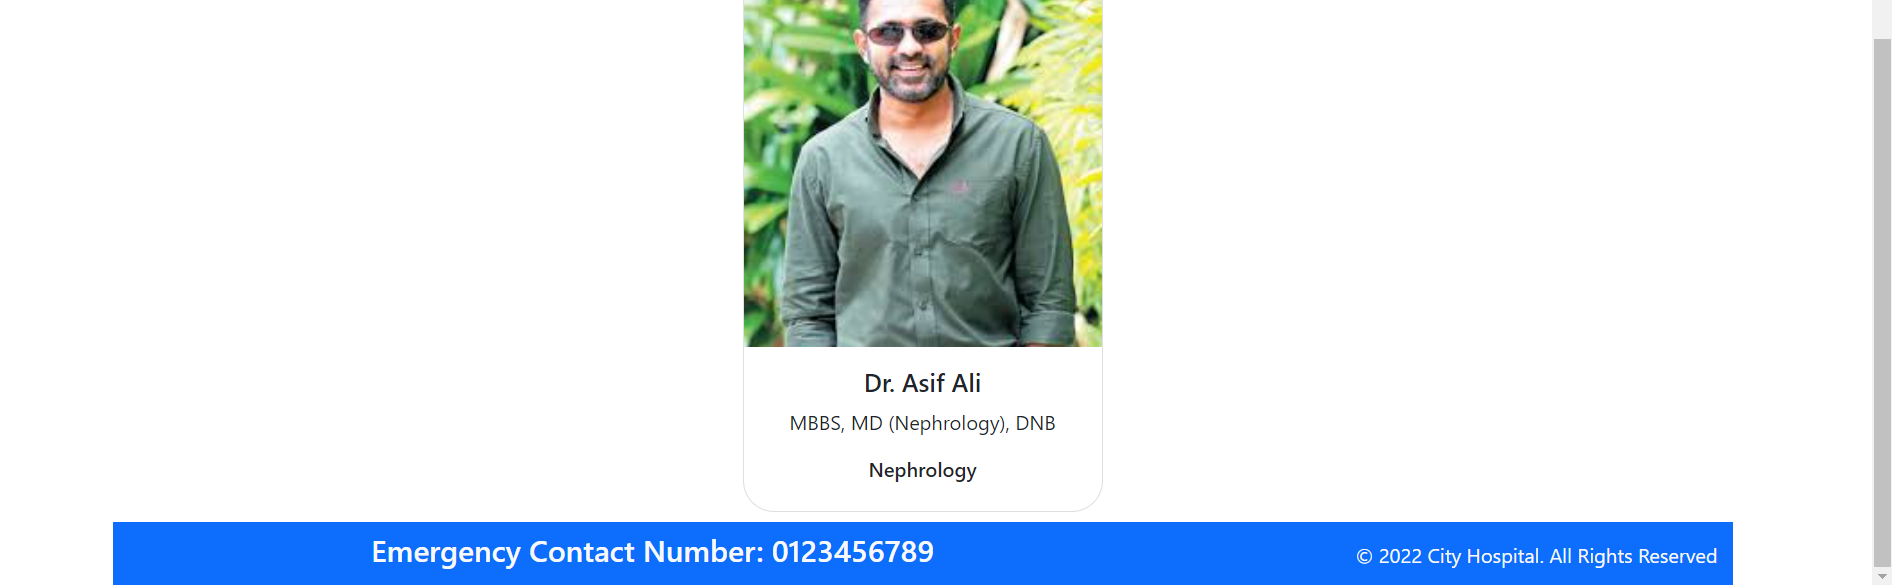 Dr. Asif Ali
MBBS, MD (Nephrology), DNB
Nephrology
Emergency Contact Number: 0123456789
© 2022 City Hospital. All Rights Reserved